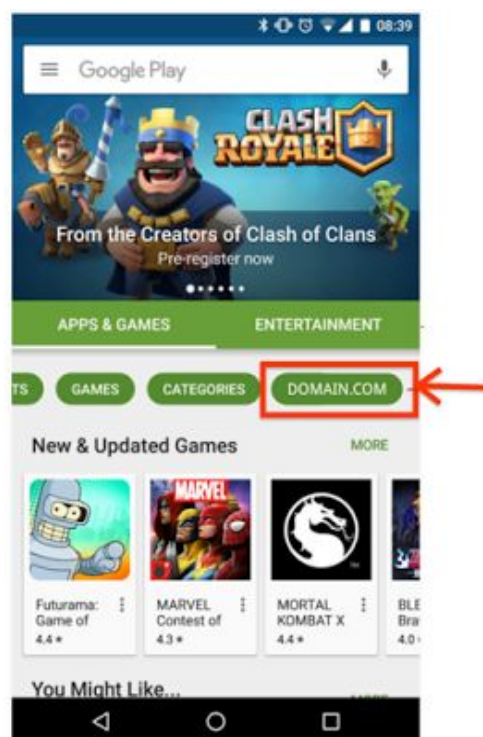 08:39
Google Play
CLASH
ROYALE
From the Creators of Clash of Clans
Pre-register now
APPS & GAMES ENTERTAINMENT
TS GAMES CATEGORIES DOMAIN.COM
New & Updated Games MORE
MARVEL
Futurama: MARVEL MORTAL BLE
Game of Contest of KOMBAT X Bra
4.4 4.3 4.4 4.0
You Might Like... MORE